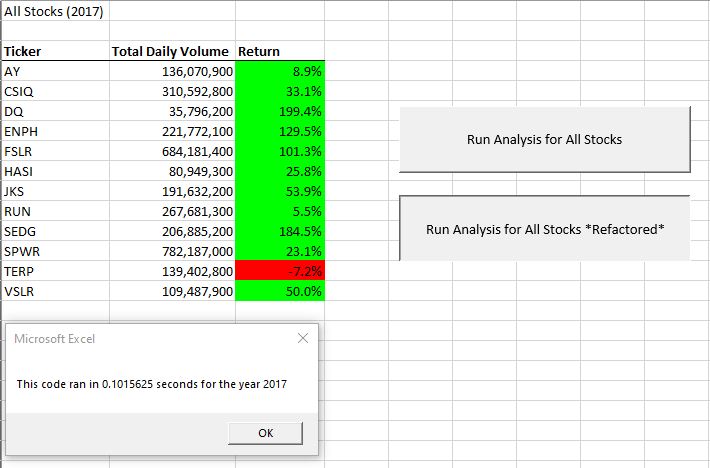 All Stocks (2017)
Ticker Total Daily Volume Return
AY 136,070,900 8.9%
CSIQ 310,592,800 33.1%
DQ 35,796,200 199.4%
ENPH 221,772,100 129.5%
FSLR 684,181,400 101.3%
HASI 80,949,300 25.8%
JKS 191,632,200 53.9%
RUN 267,681,300 5.5%
SEDG 206,885,200 184.5%
SPWR 782,187,000 23.1%
TERP 139,402,800 -7.2%
VSLR 109,487,900 50.0%
Run Analysis for All Stocks
Run Analysis for All Stocks *Refactored*
Microsoft Excel
This code ran in 0.1015625 seconds for the year 2017
OK